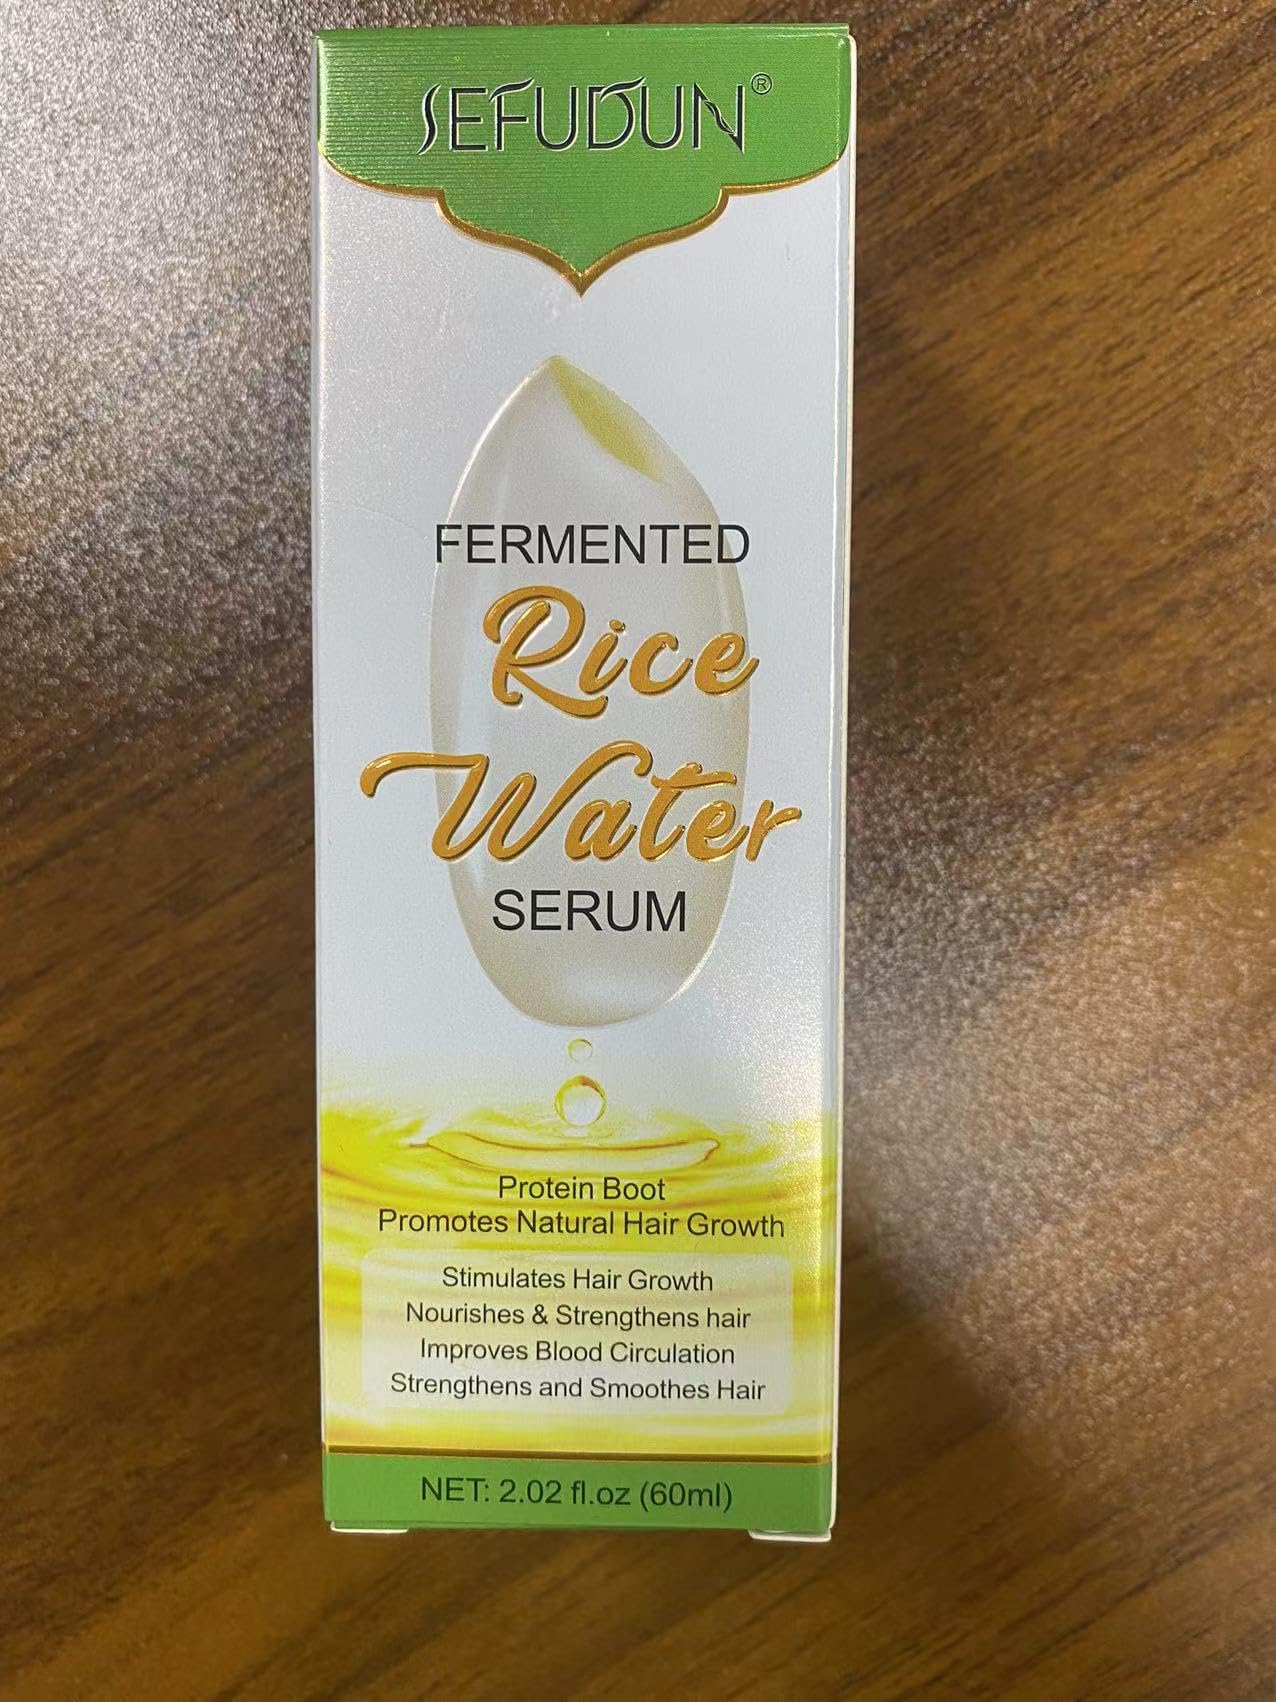 SEFUDUN®
FERMENTED
Rice
Water
SERUM
Protein Boot
Promotes Natural Hair Growth
Stimulates Hair Growth
Nourishes & Strengthens hair
Improves Blood Circulation
Strengthens and Smoothes Hair
NET: 2.02 fl.oz (60ml)